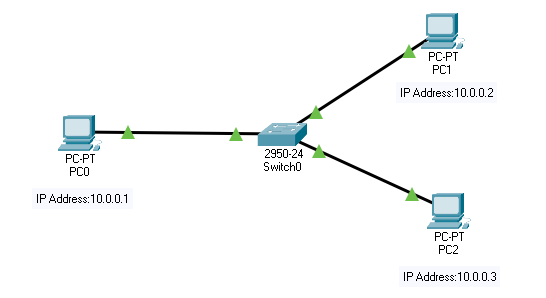 PC-PT
PC1
IP Address:10.0.0.2
2950-24
Switch0
PC-PT
PC0
IP Address:10.0.0.1
PC-PT
PC2
IP Address:10.0.0.3